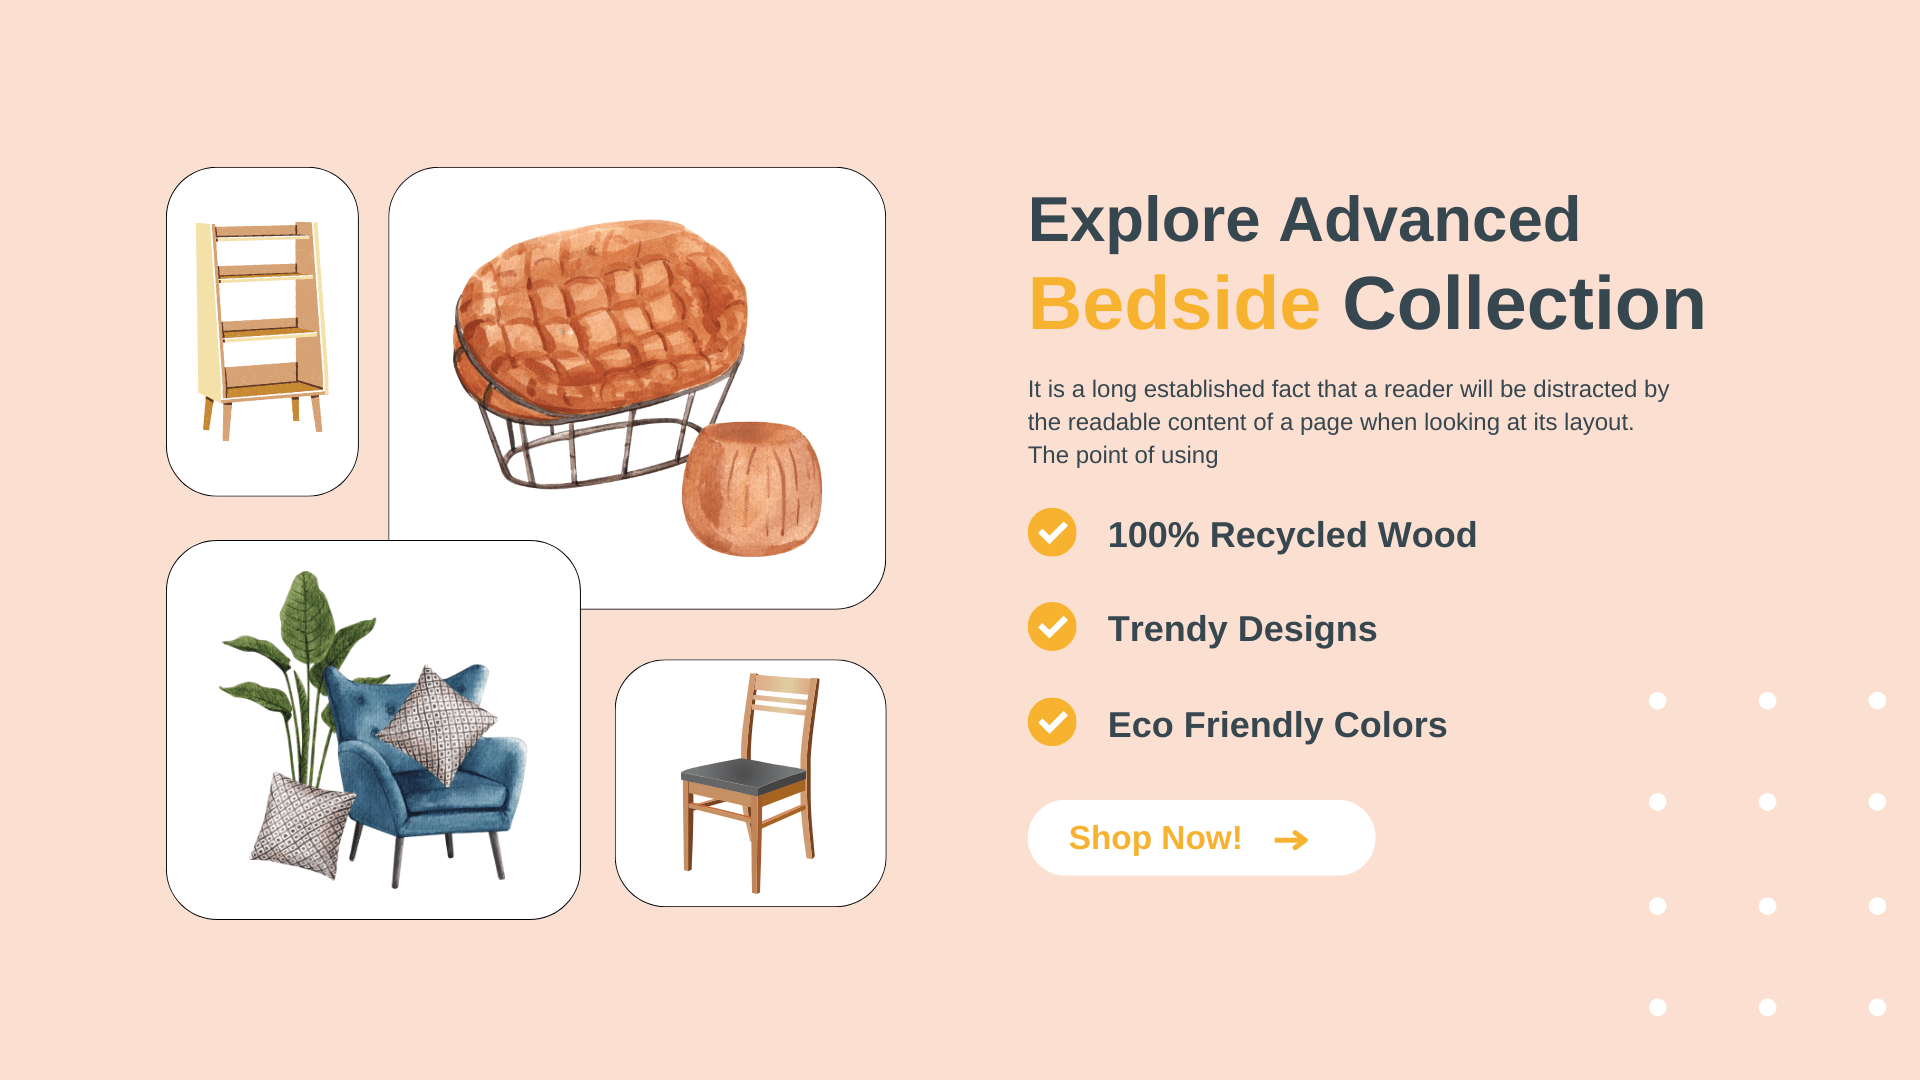 Explore Advanced
Bedside Collection
It is a long established fact that a reader will be distracted by
the readable content of a page when looking at its layout.
The point of using
100% Recycled Wood
Trendy Designs
Eco Friendly Colors
Shop Now!